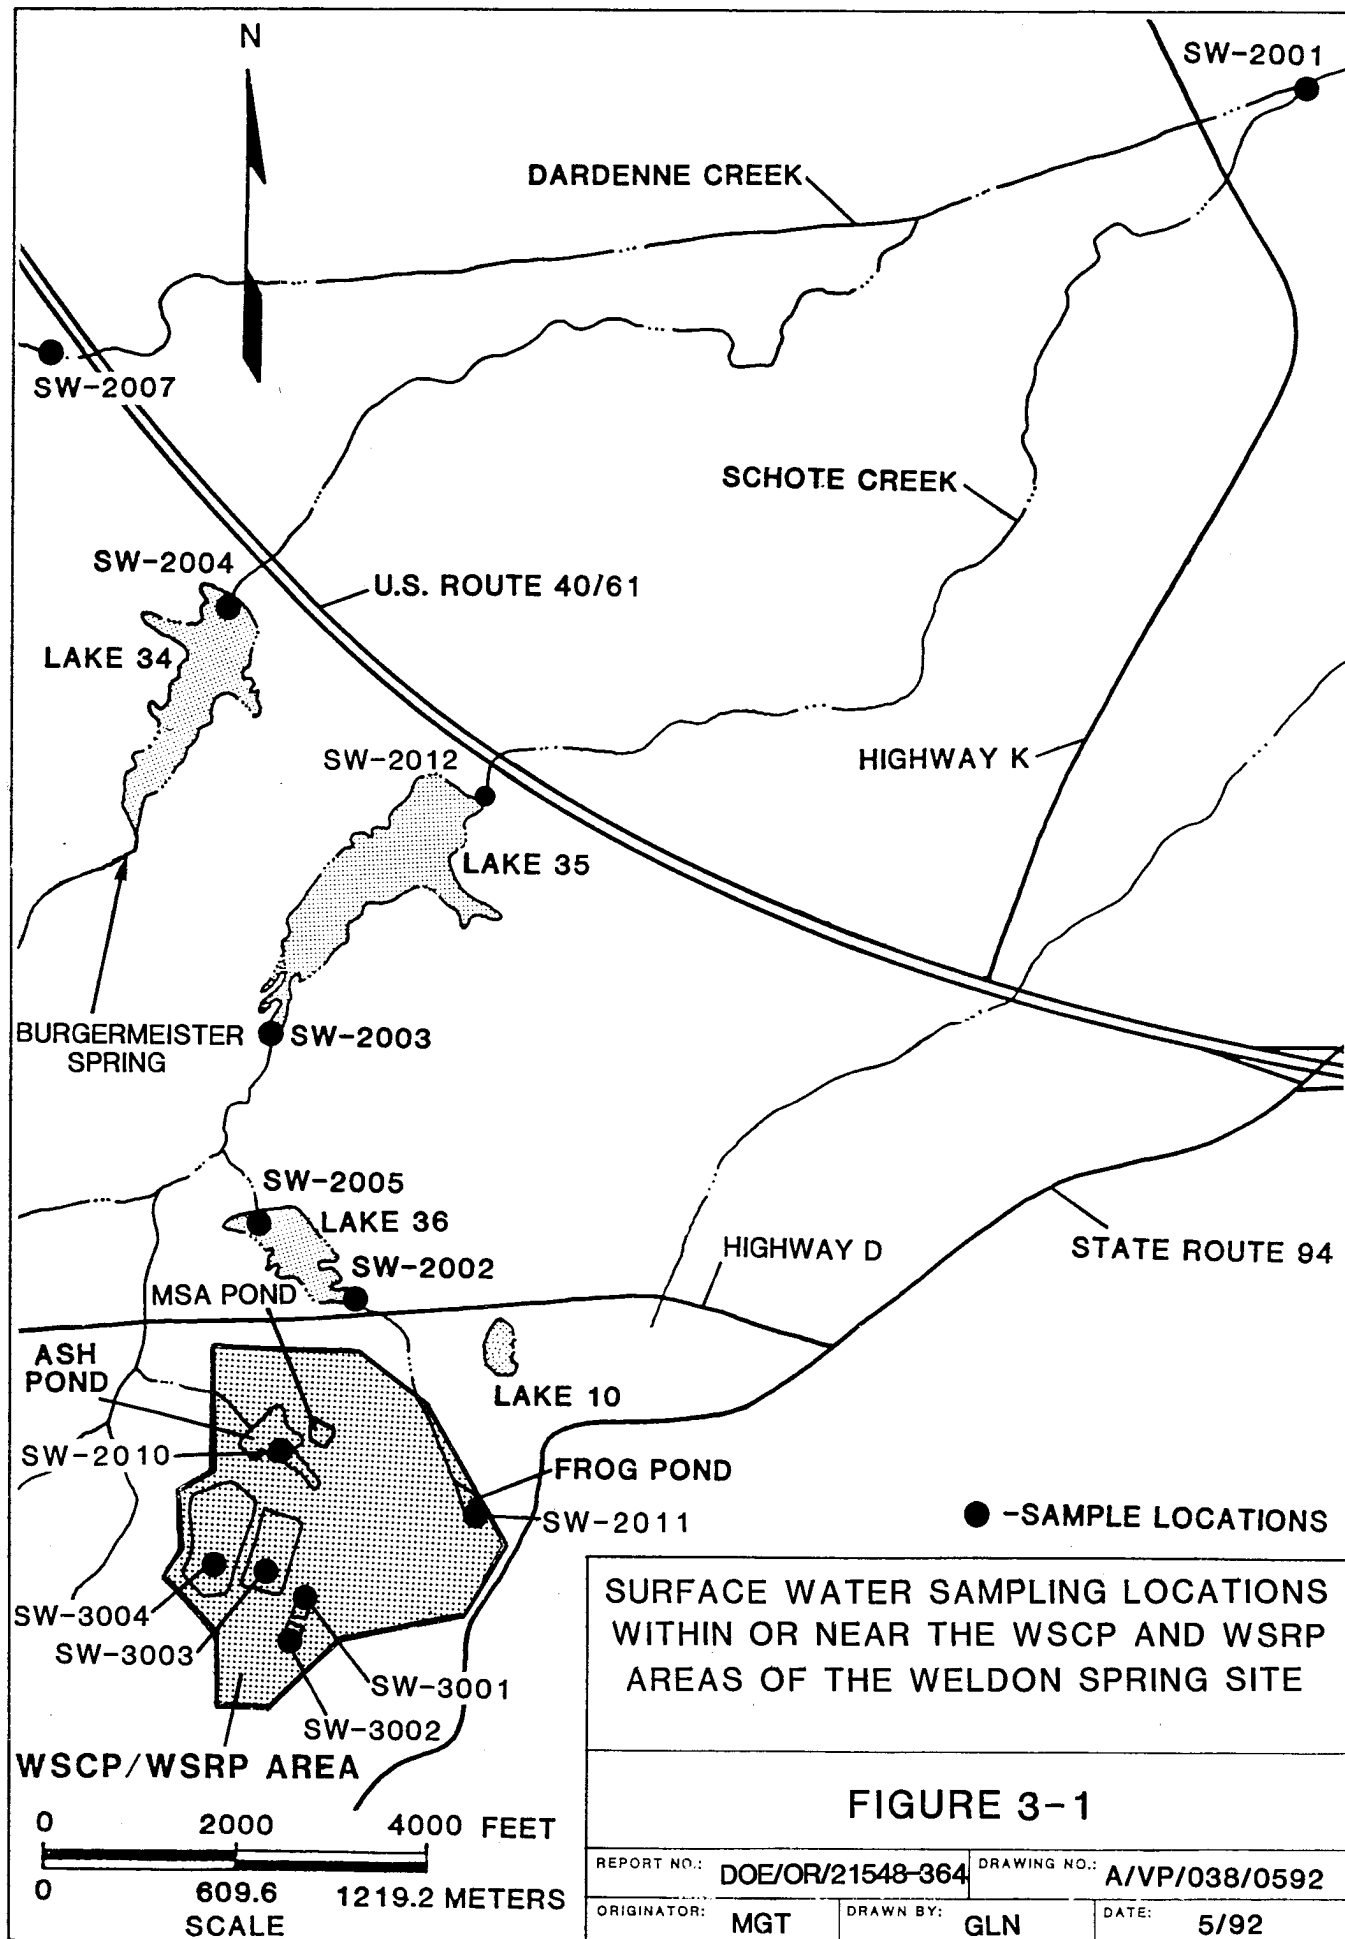 N
SW-2001
DARDENNE CREEK
SW-2007
SCHOTE CREEK
SW-2004
U.S. ROUTE 40/61
LAKE 34
SW-2012
HIGHWAY K
LAKE 35
BURGERMEISTER
SPRING
SW-2003
SW-2005
LAKE 36
HIGHWAY D
STATE ROUTE 94
SW-2002
MSA POND
ASH
POND
LAKE 10
SW-2010
FROG POND
SW-2011
-SAMPLE LOCATIONS
SW-3004
SW-3003
SW-3001
SW-3002
WSCP/WSRP AREA
0 2000 4000 FEET
0 609.6 1219.2 METERS
SCALE
SURFACE WATER SAMPLING LOCATIONS
WITHIN OR NEAR THE WSCP AND WSRP
AREAS OF THE WELDON SPRING SITE
FIGURE 3-1
REPORT NO.: DOE/OR/21548-364 DRAWING NO.: A/VP/038/0592
ORIGINATOR: MGT DRAWN BY: GLN DATE: 5/92